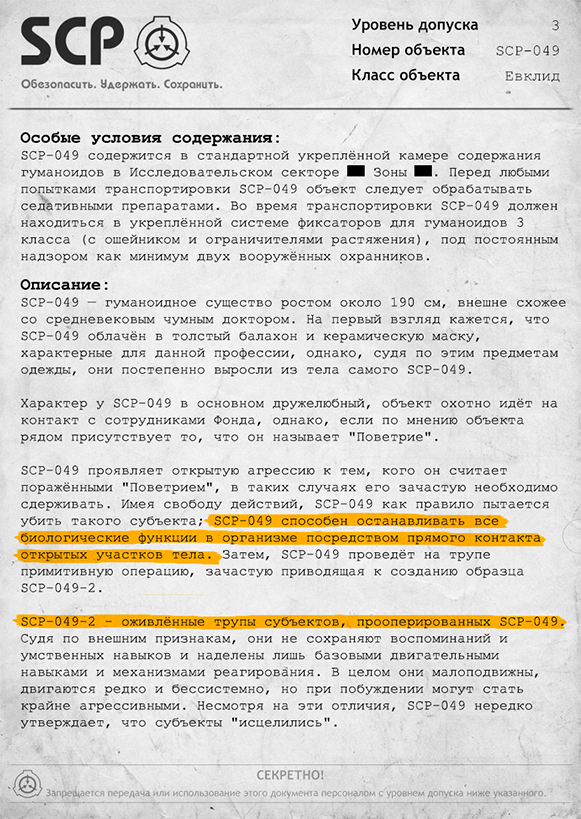 SCP
Обезопасить. Удержать. Сохранить.
Уровень допуска 3
Номер объекта SCP-049
Класс объекта Евклид
Особые условия содержания:
SCP-049 содержится в стандартной укреплённой камере содержания
гуманоидов в Исследовательском секторе ██ Зоны ██. Перед любыми
попытками транспортировки SCP-049 объект следует обрабатывать
седативными препаратами. Во время транспортировки SCP-049 должен
находиться в укреплённой системе фиксаторов для гуманоидов 3
класса (с ошейником и ограничителями растяжения), под постоянным
надзором как минимум двух вооружённых охранников.
Описание:
SCP-049 — гуманоидное существо ростом около 190 см, внешне схожее
со средневековым чумным доктором. На первый взгляд кажется, что
SCP-049 облачён в толстый балахон и керамическую маску,
характерные для данной профессии, однако, судя по этим предметам
одежды, они постепенно выросли из тела самого SCP-049.
Характер у SCP-049 в основном дружелюбный, объект охотно идёт на
контакт с сотрудниками Фонда, однако, если по мнению объекта
рядом присутствует то, что он называет "Поветрие".
SCP-049 проявляет открытую агрессию к тем, кого он считает
поражёнными "Поветрием", в таких случаях его зачастую необходимо
сдерживать. Имея свободу действий, SCP-049 как правило пытается
убить такого субъекта; SCP-049 способен останавливать все
биологические функции в организме посредством прямого контакта
открытых участков тела. Затем, SCP-049 проведёт на трупе
примитивную операцию, зачастую приводящая к созданию образца
SCP-049-2.
SCP-049-2 - оживлённые трупы субъектов, прооперированных SCP-049.
Судя по внешним признакам, они не сохраняют воспоминаний и
умственных навыков и наделены лишь базовыми двигательными
навыками и механизмами реагирования. В целом они малоподвижны,
двигаются редко и бессистемно, но при побуждении могут стать
крайне агрессивными. Несмотря на эти отличия, SCP-049 нередко
утверждает, что субъекты "исцелились".
СЕКРЕТНО!
Запрещается передача или использование этого документа персоналом с уровнем допуска ниже указанного.